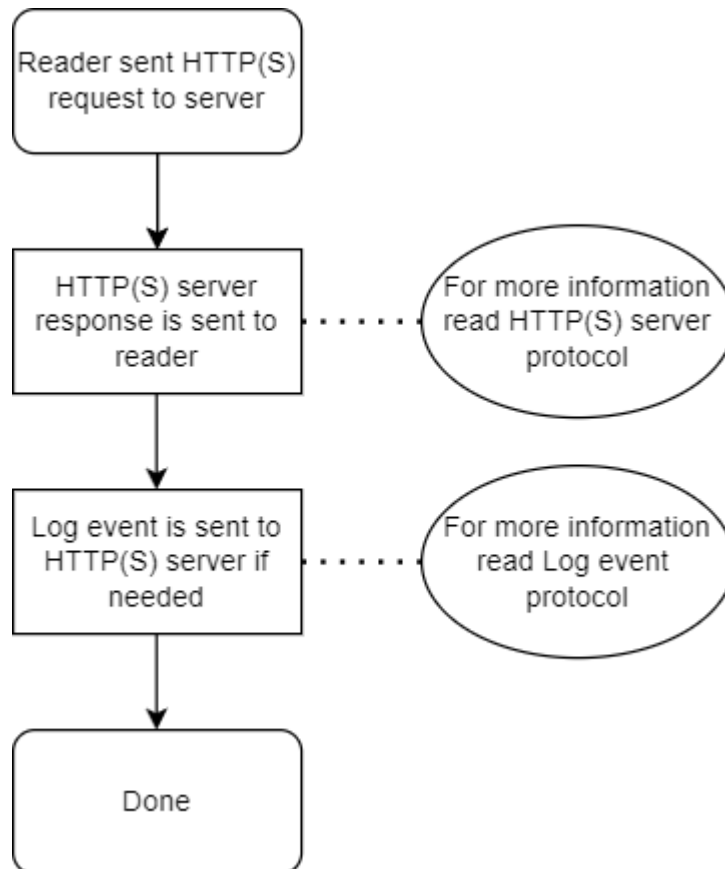 Reader sent HTTP(S)
request to server
HTTP(S) server
response is sent to
reader
For more information
read HTTP(S) server
protocol
Log event is sent to
HTTP(S) server if
needed
For more information
read Log event
protocol
Done